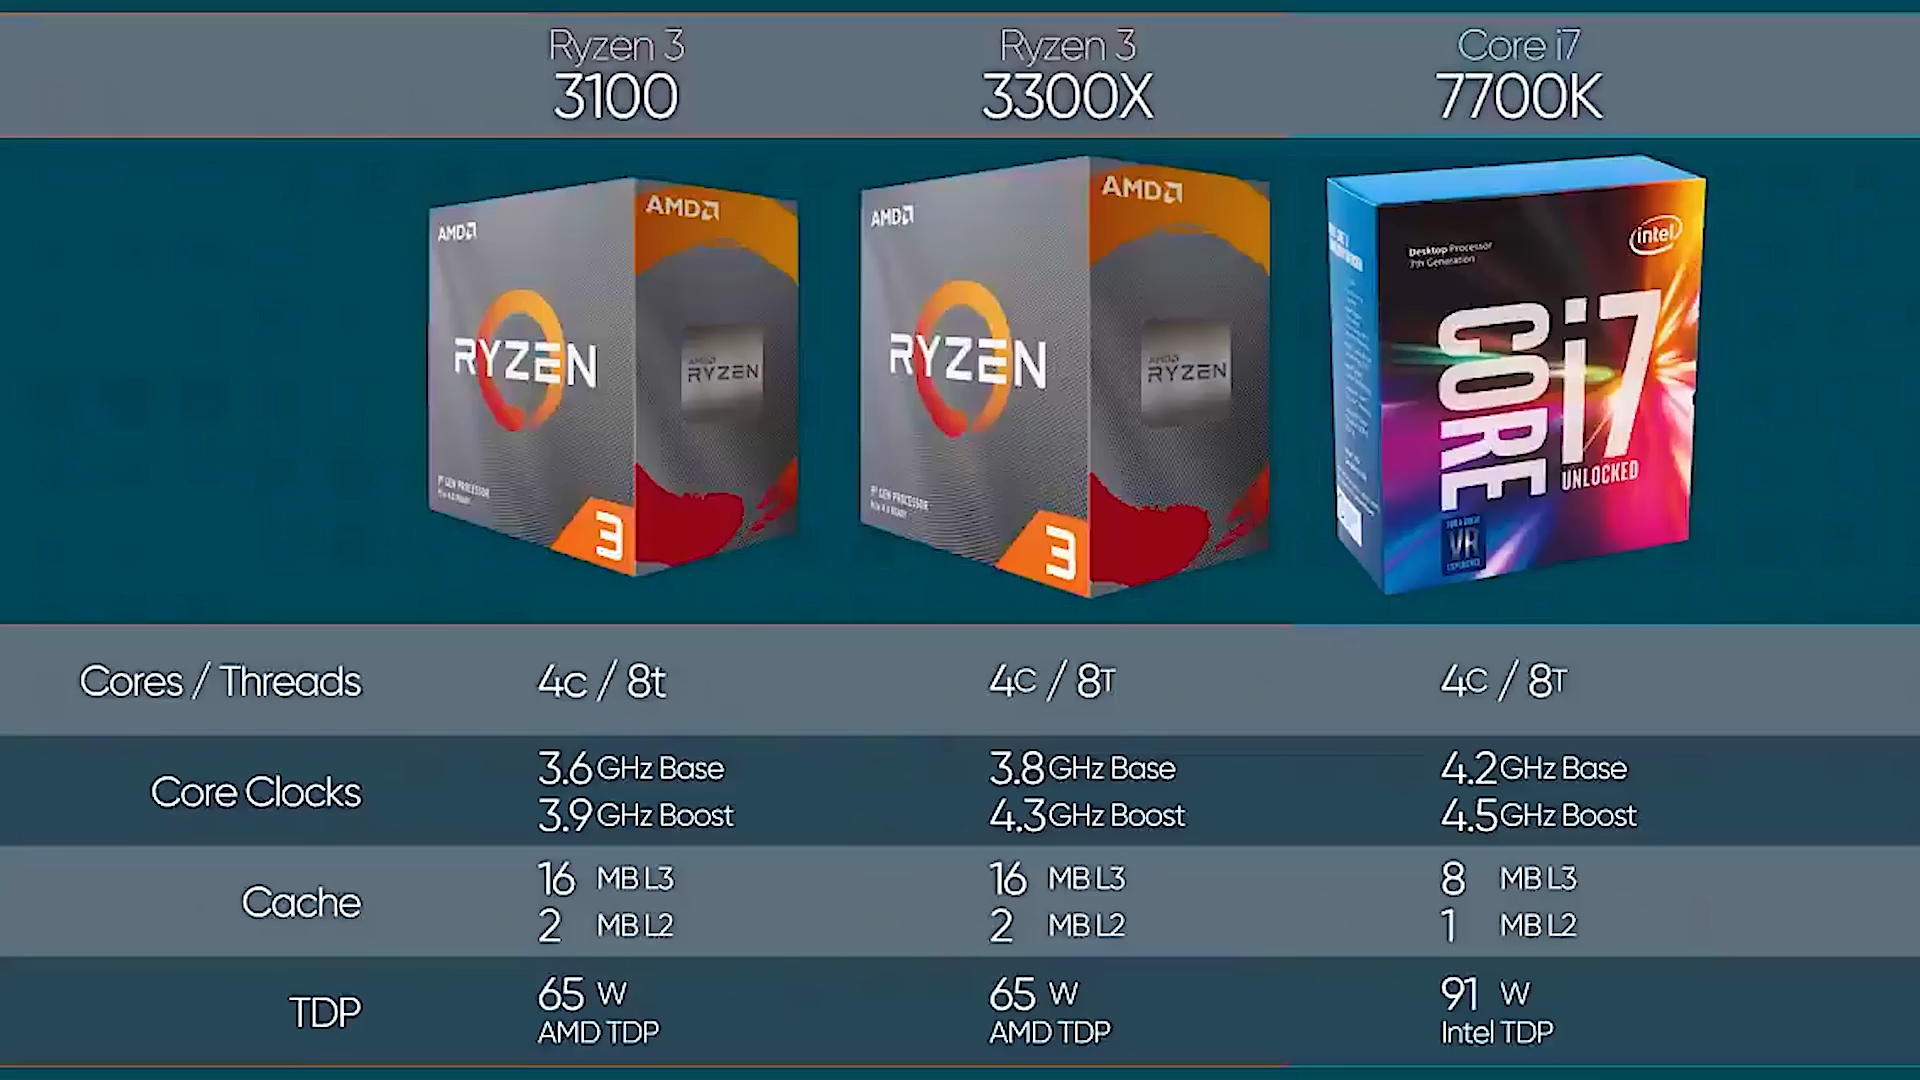 Ryzen 3
3100
Ryzen 3
3300X
Core i7
7700K
AMD
AMD
RYZEN
AMD
RYZEN
3
AMD
AMD
RYZEN
AMD
RYZEN
3
intel
Desktop Processor
7th Generation
CORE i7
UNLOCKED
VR
EXPERIENCE
Cores / Threads
4c / 8t
4C / 8T
4C / 8T
Core Clocks
3.6 GHz Base
3.9 GHz Boost
3.8 GHz Base
4.3 GHz Boost
4.2 GHz Base
4.5 GHz Boost
Cache
16 MB L3
2 MB L2
16 MB L3
2 MB L2
8 MB L3
1 MB L2
TDP
65 W
AMD TDP
65 W
AMD TDP
91 W
Intel TDP